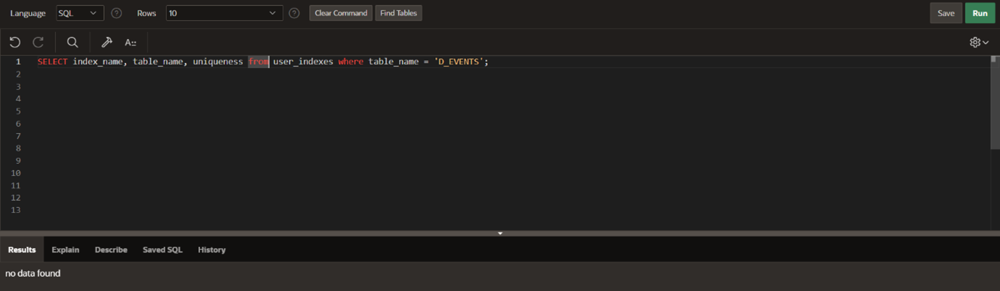 Language SQL Rows 10 Clear Command Find Tables Save Run
A
1 SELECT index_name, table_name, uniqueness from user_indexes where table_name = 'D_EVENTS';
2
3
4
5
6
7
8
9
10
11
12
13
Results Explain Describe Saved SQL History
no data found